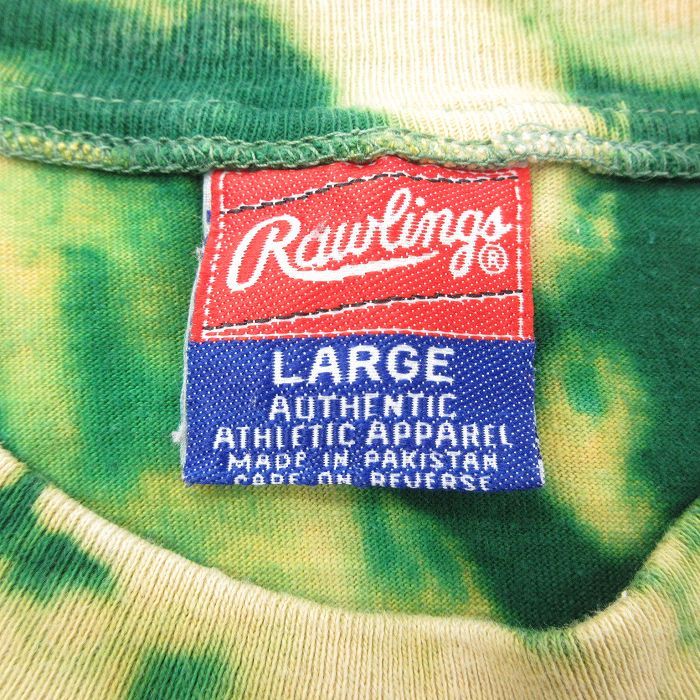 Rawlings®
LARGE
AUTHENTIC
ATHLETIC APPAREL
MADE IN PAKISTAN
CARE ON REVERSE